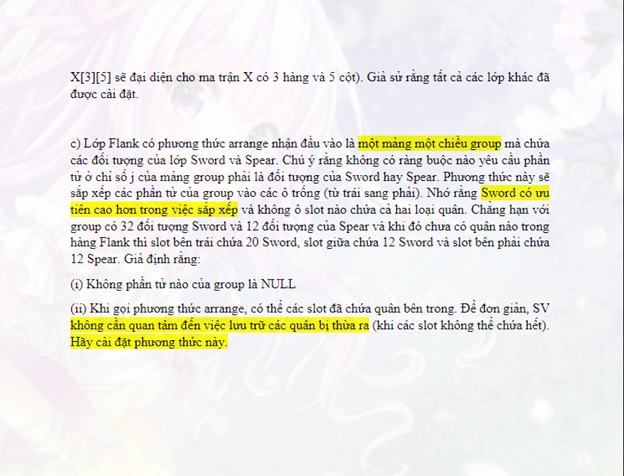 X[3][5] sẽ đại diện cho ma trận X có 3 hàng và 5 cột). Giả sử rằng tất cả các lớp khác đã
được cài đặt.
c) Lớp Flank có phương thức arrange nhận đầu vào là một mảng một chiều group mà chứa
các đối tượng của lớp Sword và Spear. Chú ý rằng không có ràng buộc nào yêu cầu phần
tử ở chỉ số j của mảng group phải là đối tượng của Sword hay Spear. Phương thức này sẽ
sắp xếp các phần tử của group vào các ô trống (từ trái sang phải). Nhớ rằng Sword có ưu
tiên cao hơn trong việc sắp xếp và không ô slot nào chứa cả hai loại quân. Chẳng hạn với
group có 32 đối tượng Sword và 12 đối tượng của Spear và khi đó chưa có quân nào trong
hàng Flank thì slot bên trái chứa 20 Sword, slot giữa chứa 12 Sword và slot bên phải chứa
12 Spear. Giả định rằng:
(i) Không phần tử nào của group là NULL
(ii) Khi gọi phương thức arrange, có thể các slot đã chứa quân bên trong. Để đơn giản, SV
không cần quan tâm đến việc lưu trữ các quân bị thừa ra (khi các slot không thể chứa hết).
Hãy cài đặt phương thức này.